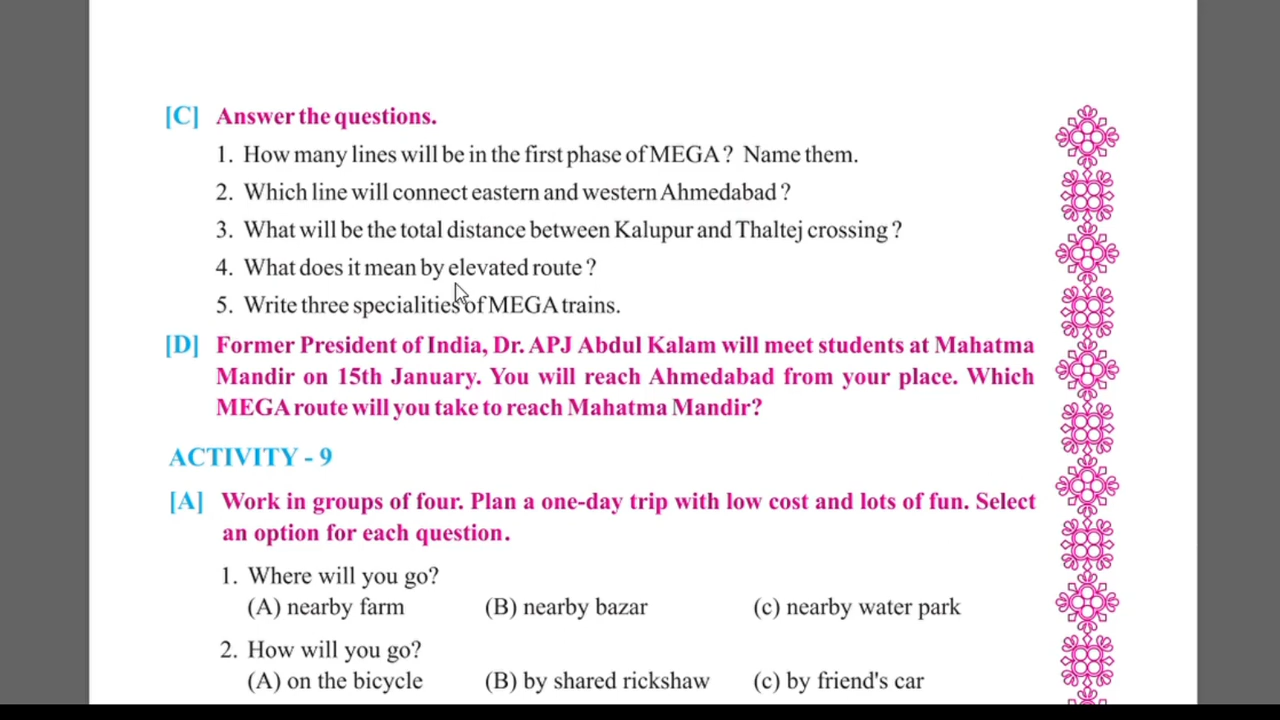 [C] Answer the questions.
1. How many lines will be in the first phase of MEGA? Name them.
2. Which line will connect eastern and western Ahmedabad?
3. What will be the total distance between Kalupur and Thaltej crossing?
4. What does it mean by elevated route?
5. Write three specialities of MEGA trains.
[D] Former President of India, Dr. APJ Abdul Kalam will meet students at Mahatma
Mandir on 15th January. You will reach Ahmedabad from your place. Which
MEGA route will you take to reach Mahatma Mandir?
ACTIVITY - 9
[A] Work in groups of four. Plan a one-day trip with low cost and lots of fun. Select
an option for each question.
1. Where will you go?
(A) nearby farm (B) nearby bazar (c) nearby water park
2. How will you go?
(A) on the bicycle (B) by shared rickshaw (c) by friend's car